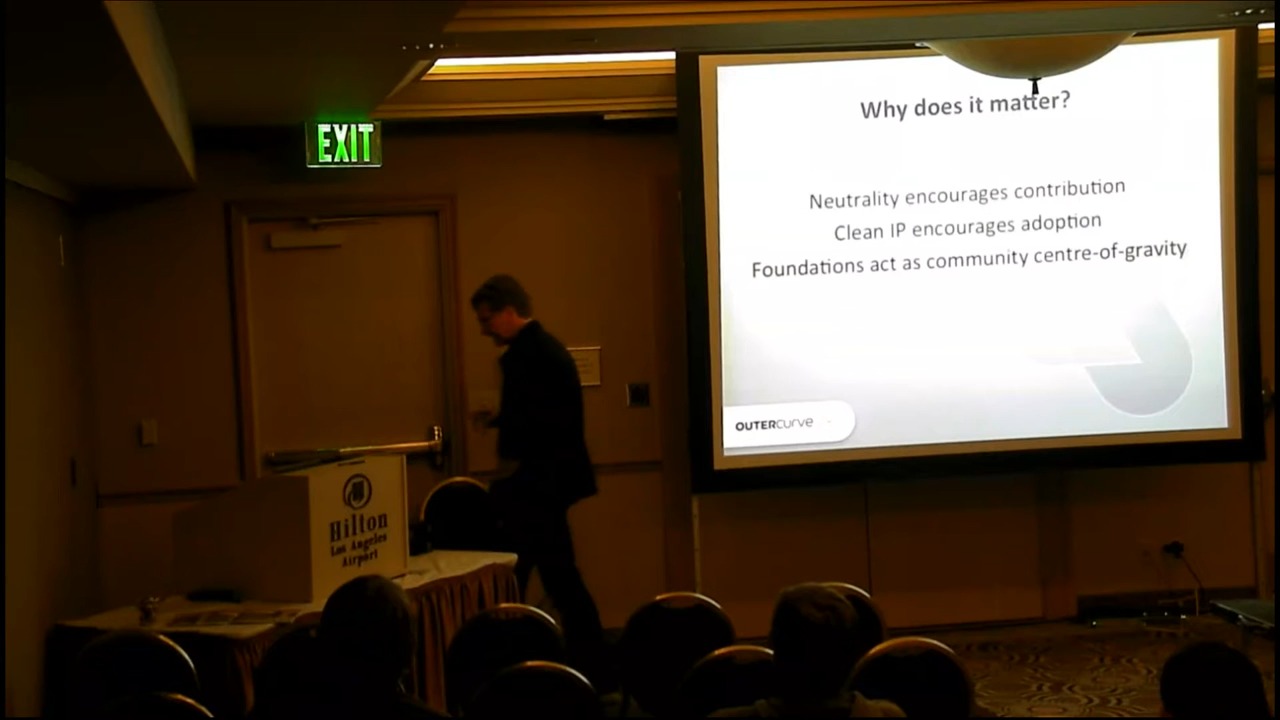 EXIT
Why does it matter?
Neutrality encourages contribution
Clean IP encourages adoption
Foundations act as community centre-of-gravity
OUTERCURVE
Hilton
Los Angeles
Airport